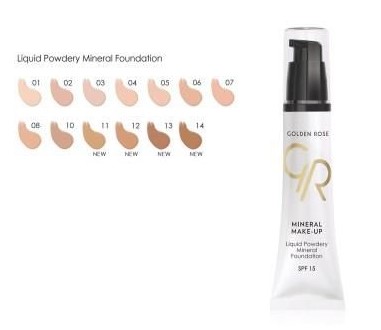 Liquid Powdery Mineral Foundation
01 02 03 04 05 06 07
08 10 11 12 13 14
NEW NEW NEW NEW
GOLDEN ROSE
GR
MINERAL
MAKE-UP
Liquid Powdery
Mineral
Foundation
SPF 15